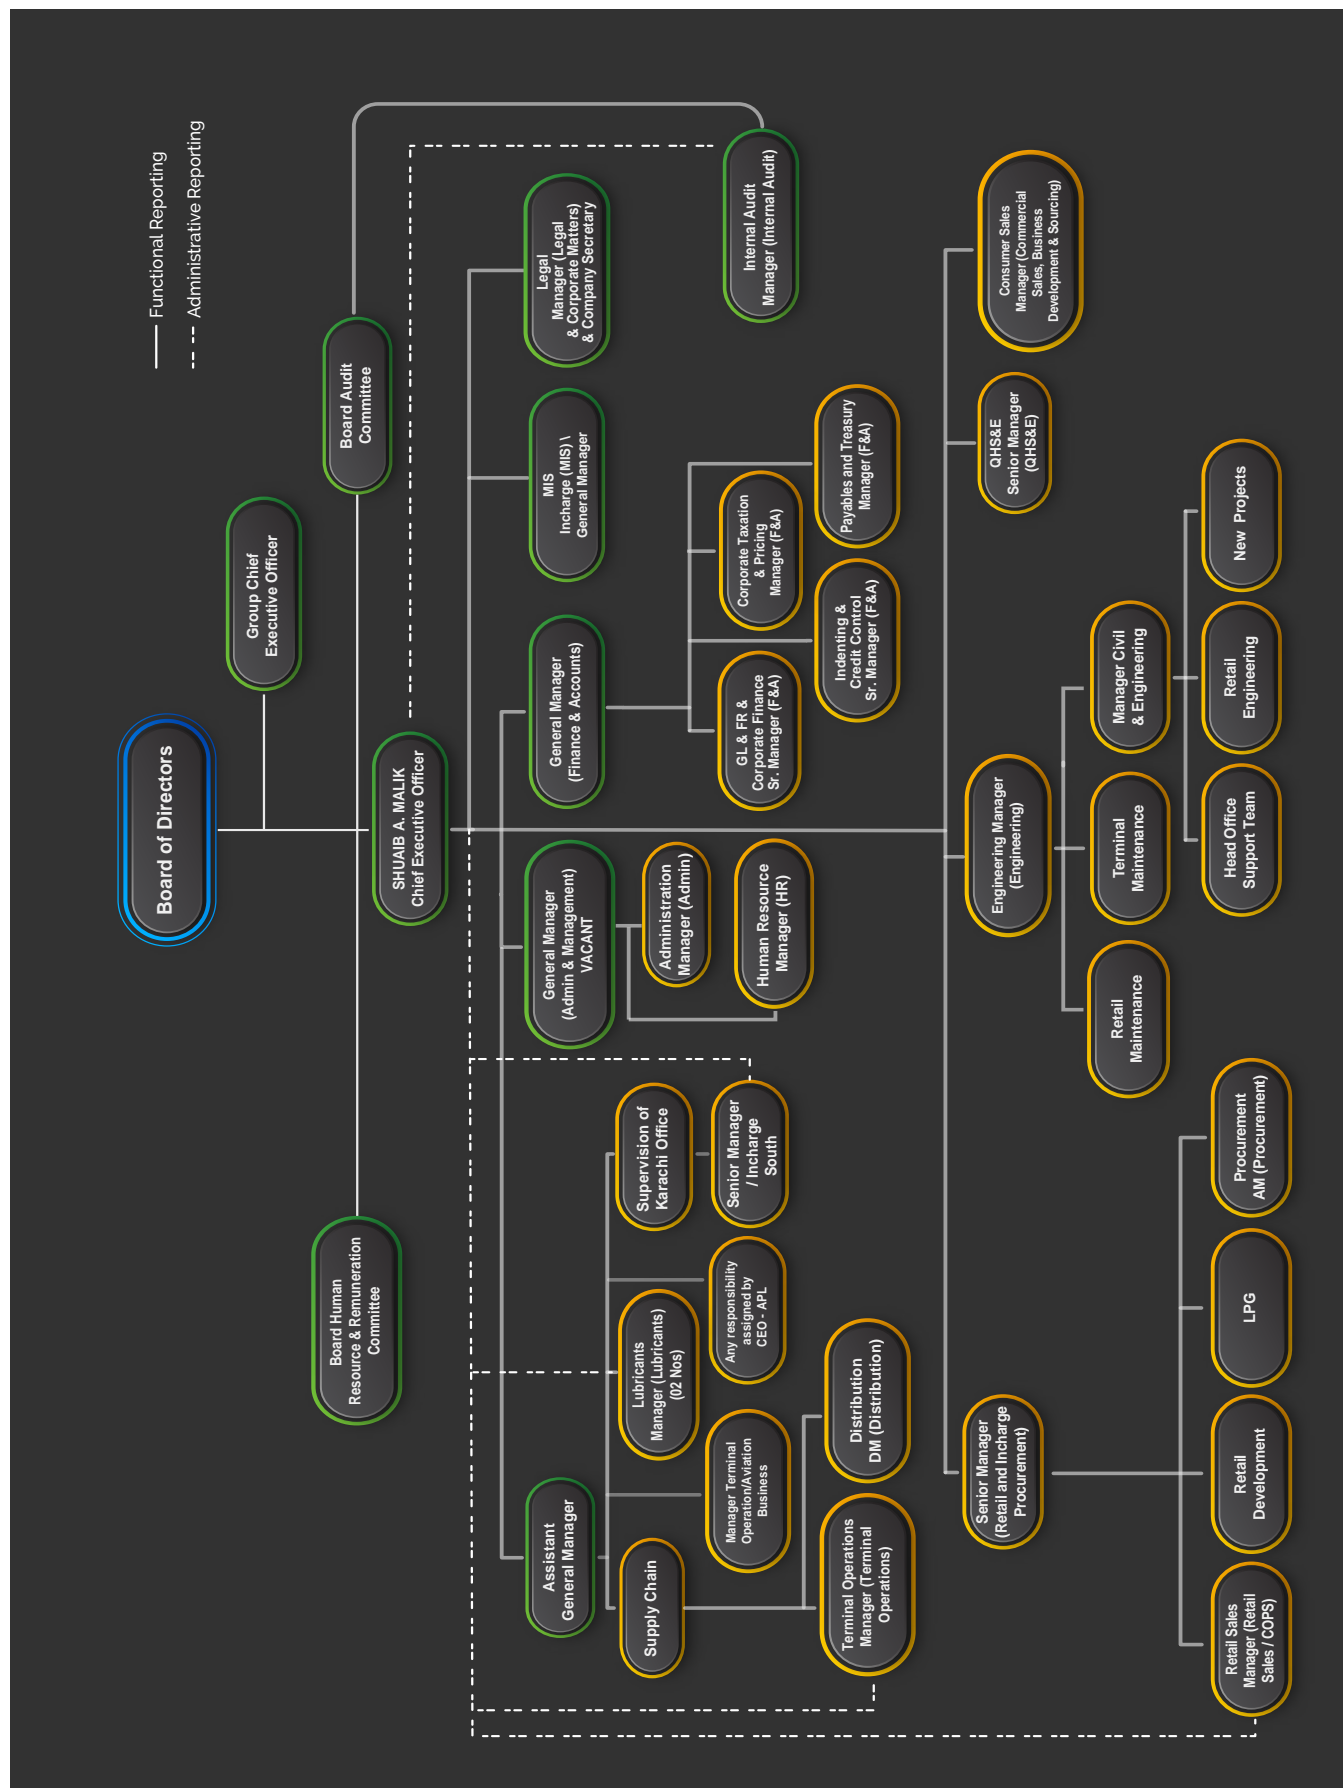 Functional Reporting
Administrative Reporting
Board of Directors
Group Chief
Executive Officer
Board Human
Resource & Remuneration
Committee
Board Audit
Committee
SHUAIB A. MALIK
Chief Executive Officer
Assistant
General Manager
General Manager
(Admin & Management)
VACANT
General Manager
(Finance & Accounts)
MIS
Incharge (MIS) \
General Manager
Legal
Manager (Legal
& Corporate Matters)
& Company Secretary
Internal Audit
Manager (Internal Audit)
Supply Chain
Manager Terminal
Operation/Aviation
Business
Lubricants
Manager (Lubricants)
(02 Nos)
Any responsibility
assigned by
CEO - APL
Supervision of
Karachi Office
Senior Manager
/ Incharge
South
Administration
Manager (Admin)
Human Resource
Manager (HR)
GL & FR &
Corporate Finance
Sr. Manager (F&A)
Indenting &
Credit Control
Sr. Manager (F&A)
Corporate Taxation
& Pricing
Manager (F&A)
Payables and Treasury
Manager (F&A)
Terminal Operations
Manager (Terminal
Operations)
Distribution
DM (Distribution)
Senior Manager
(Retail and Incharge
Procurement)
Engineering Manager
(Engineering)
QHS&E
Senior Manager
(QHS&E)
Consumer Sales
Manager (Commercial
Sales, Business
Development & Sourcing)
Retail
Maintenance
Terminal
Maintenance
Manager Civil
& Engineering
Retail Sales
Manager (Retail
Sales / COPS)
Retail
Development
LPG
Procurement
AM (Procurement)
Head Office
Support Team
Retail
Engineering
New Projects